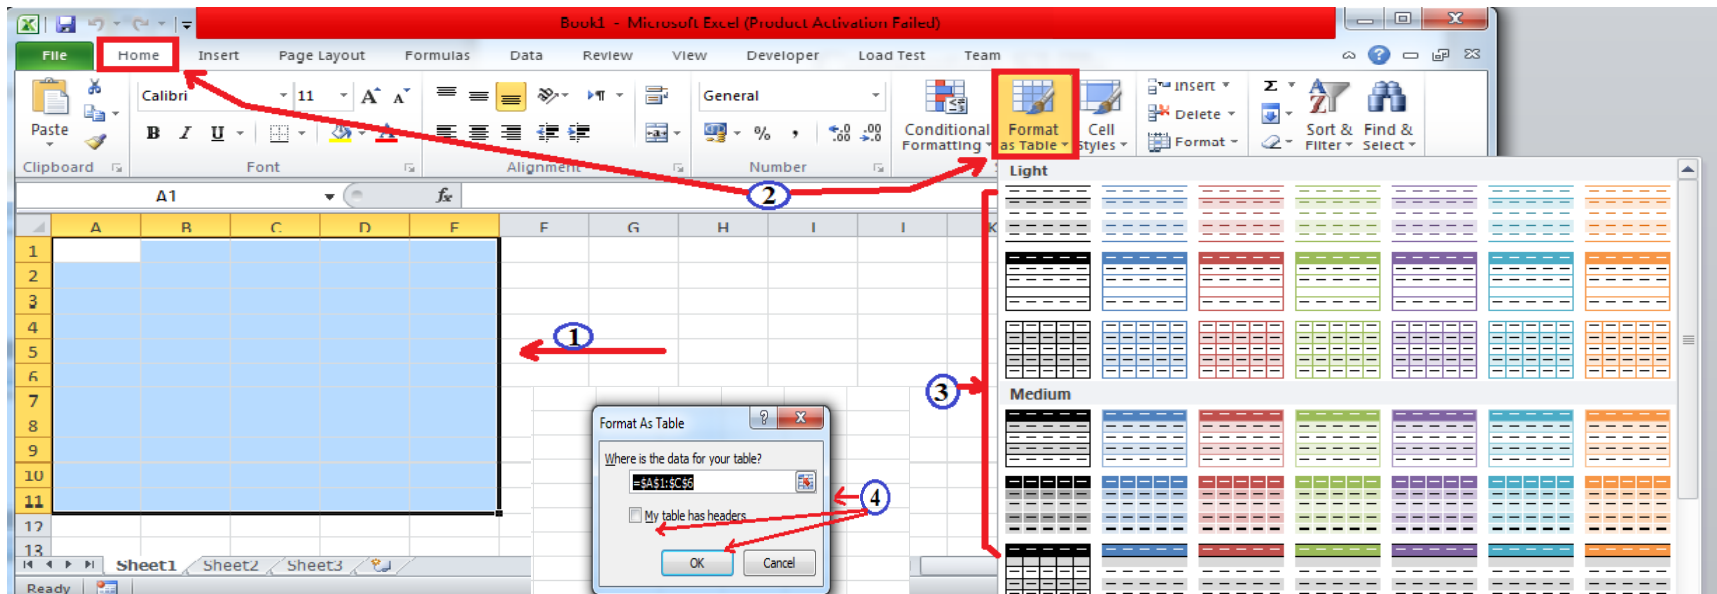 Book1 - Microsoft Excel (Product Activation Failed)
File Home Insert Page Layout Formulas Data Review View Developer Load Test Team
Calibri 11 General
Insert
Delete
Format
Paste
Conditional Formatting
Format as Table
Cell Styles
Sort & Filter
Find & Select
Clipboard Font Alignment Number
A1 fx
2
Light
A B C D E F G H I J K
1
2
3
4
5
6
7
8
9
10
11
12
13
1
3
Medium
Format As Table
Where is the data for your table?
=$A$1:$C$6
My table has headers
OK Cancel
4
Sheet1 Sheet2 Sheet3
Ready